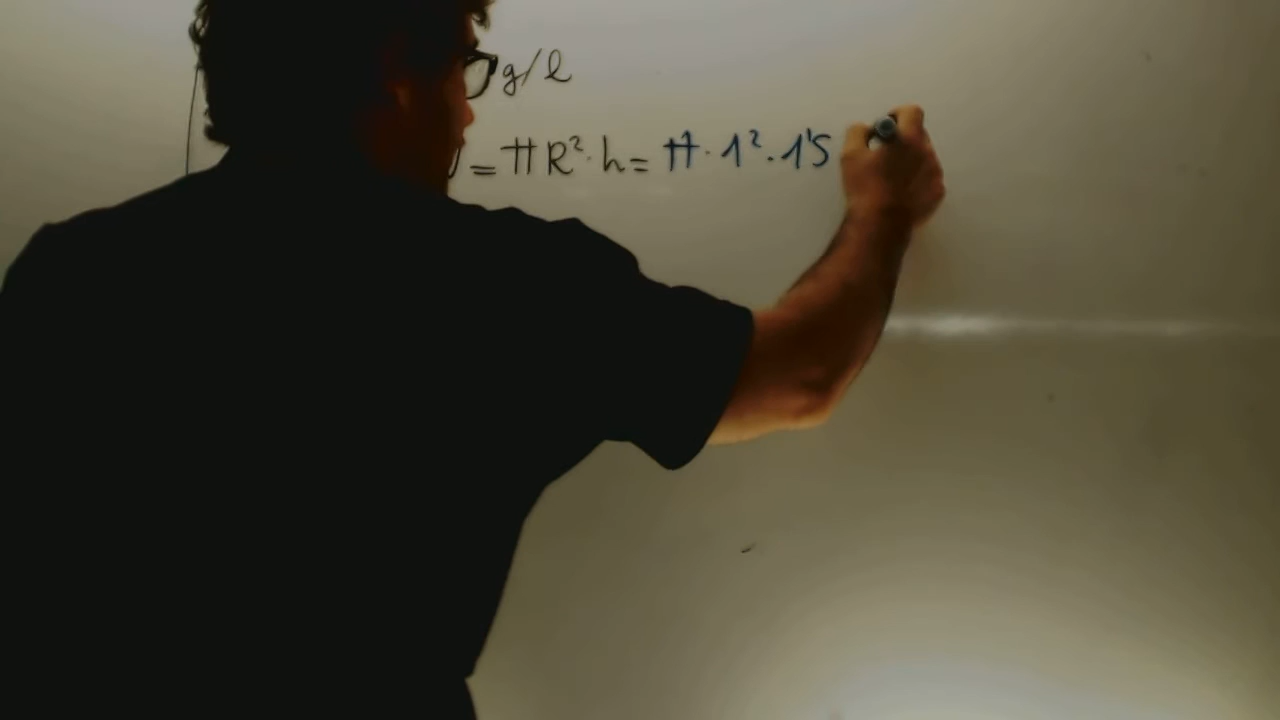 g/l
= π R² · h = π · 1² · 1'5